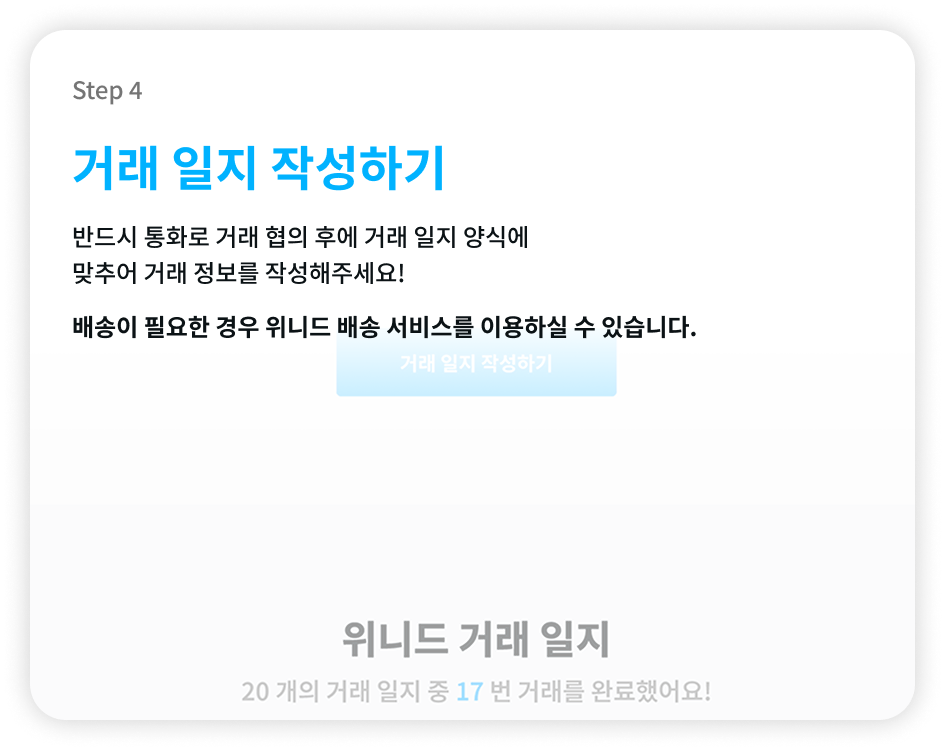 Step 4
거래 일지 작성하기
반드시 통화로 거래 협의 후에 거래 일지 양식에
맞추어 거래 정보를 작성해주세요!
배송이 필요한 경우 위니드 배송 서비스를 이용하실 수 있습니다.
거래 일지 작성하기
위니드 거래 일지
20 개의 거래 일지 중 17 번 거래를 완료했어요!